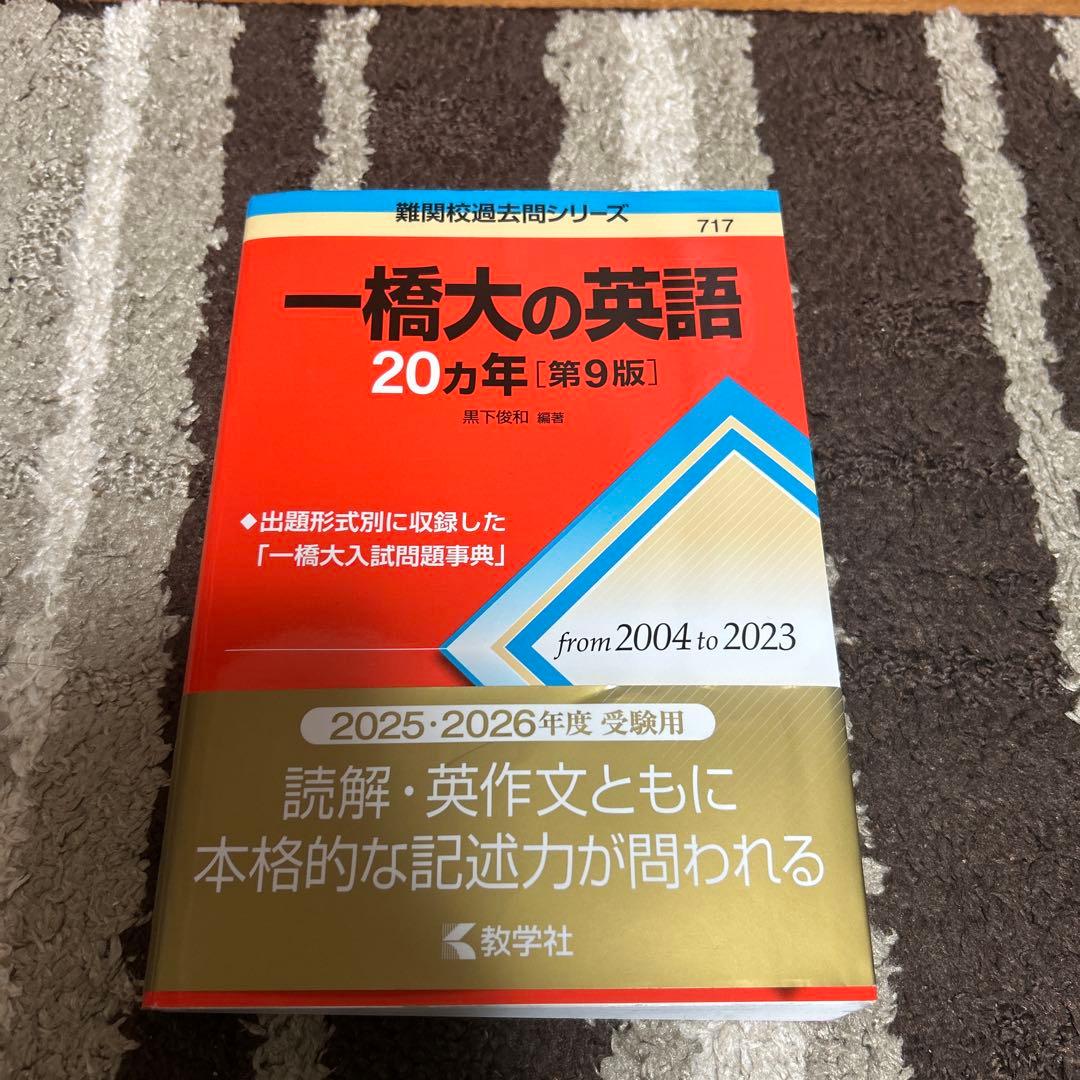 難関校過去問シリーズ
717
一橋大の英語
20カ年[第9版]
黒下俊和 編著
◆出題形式別に収録した
「一橋大入試問題事典」
from 2004 to 2023
2025・2026年度 受験用
読解・英作文ともに
本格的な記述力が問われる
教学社